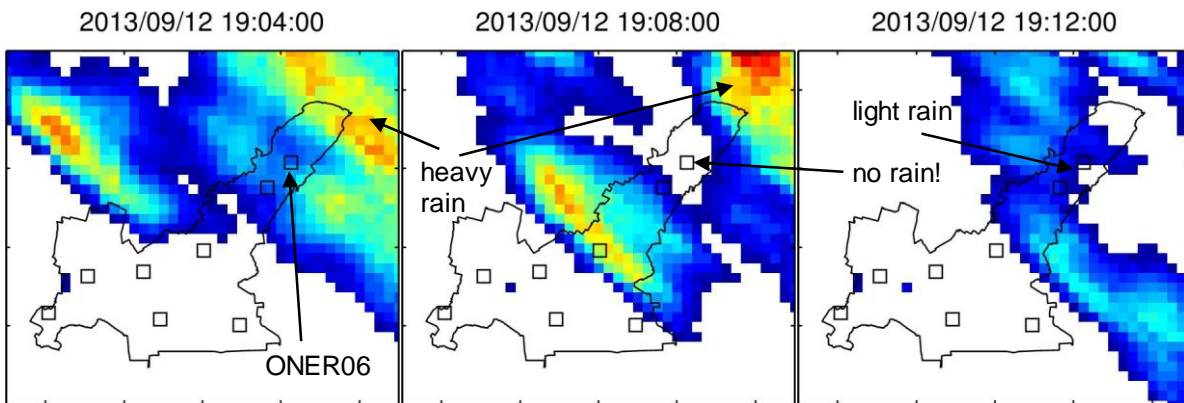 2013/09/12 19:04:00
2013/09/12 19:08:00
2013/09/12 19:12:00
light rain
heavy
rain
no rain!
ONER06